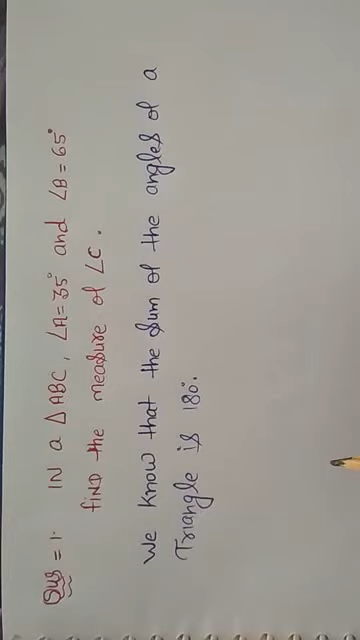 Qus = 1. IN a △ABC, ∠A=35° and ∠B=65°
fiND the measure of ∠C.
We know that the sum of the angles of a
Triangle is 180°.